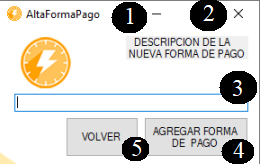 AltaFormaPago 1 2
DESCRIPCION DE LA
NUEVA FORMA DE PAGO
3
VOLVER
AGREGAR FORMA
DE PAGO
5 4